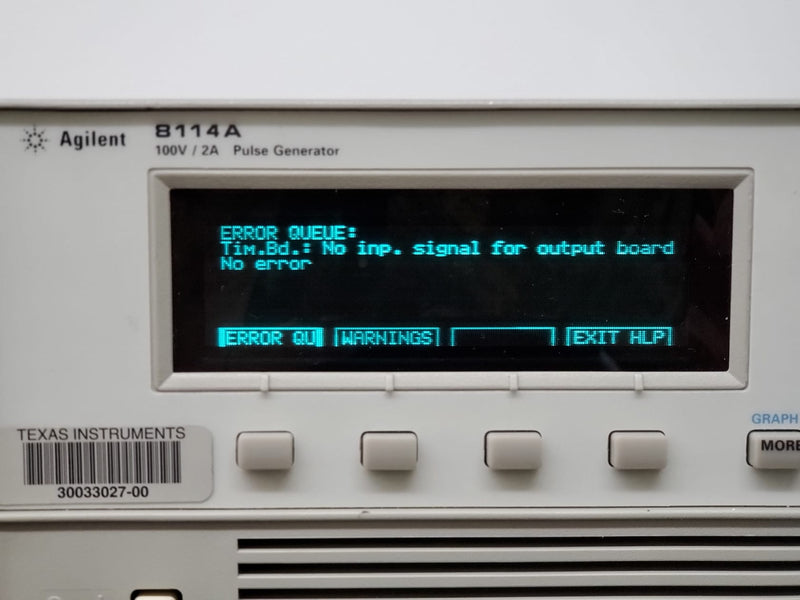 Agilent
8114A
100V / 2A Pulse Generator
ERROR QUEUE:
Tim.Bd.: No inp. signal for output board
No error
ERROR QU
WARNINGS
EXIT HLP
TEXAS INSTRUMENTS
30033027-00
GRAPH
MORE